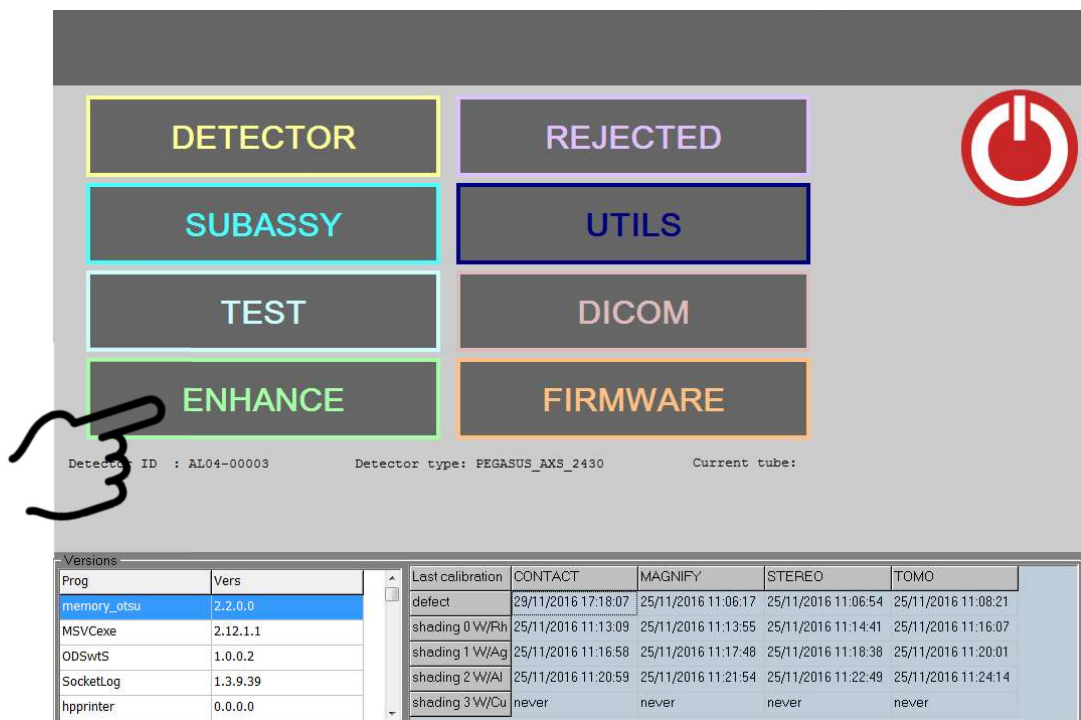 DETECTOR REJECTED
SUBASSY UTILS
TEST DICOM
ENHANCE FIRMWARE
Detector ID : AL04-00003 Detector type: PEGASUS_AXS_2430 Current tube:
Versions
Prog Vers
memory_otsu 2.2.0.0
MSVCexe 2.12.1.1
ODSwtS 1.0.0.2
SocketLog 1.3.9.39
hpprinter 0.0.0.0
Last calibration CONTACT MAGNIFY STEREO TOMO
defect 29/11/2016 17:18:07 25/11/2016 11:06:17 25/11/2016 11:06:54 25/11/2016 11:08:21
shading 0 W/Rh 25/11/2016 11:13:09 25/11/2016 11:13:55 25/11/2016 11:14:41 25/11/2016 11:16:07
shading 1 W/Ag 25/11/2016 11:16:58 25/11/2016 11:17:48 25/11/2016 11:18:38 25/11/2016 11:20:01
shading 2 W/Al 25/11/2016 11:20:59 25/11/2016 11:21:54 25/11/2016 11:22:49 25/11/2016 11:24:14
shading 3 W/Cu never never never never